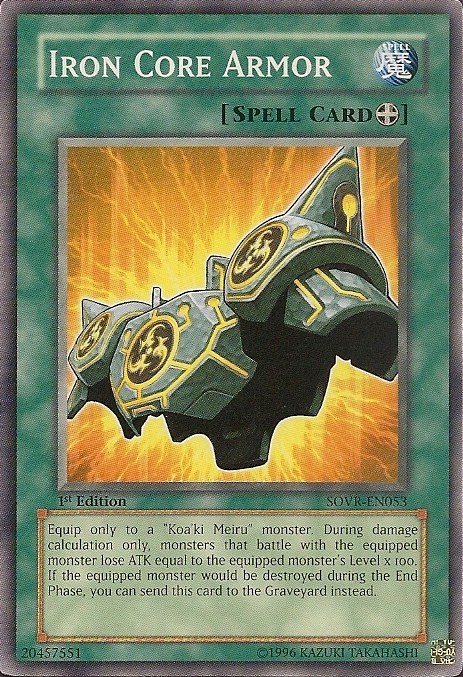 Iron Core Armor
SPELL
魔
[Spell Card]
1st Edition
SOVR-EN053
Equip only to a "Koa'ki Meiru" monster. During damage
calculation only, monsters that battle with the equipped
monster lose ATK equal to the equipped monster's Level x 100.
If the equipped monster would be destroyed during the End
Phase, you can send this card to the Graveyard instead.
20457551
©1996 KAZUKI TAKAHASHI